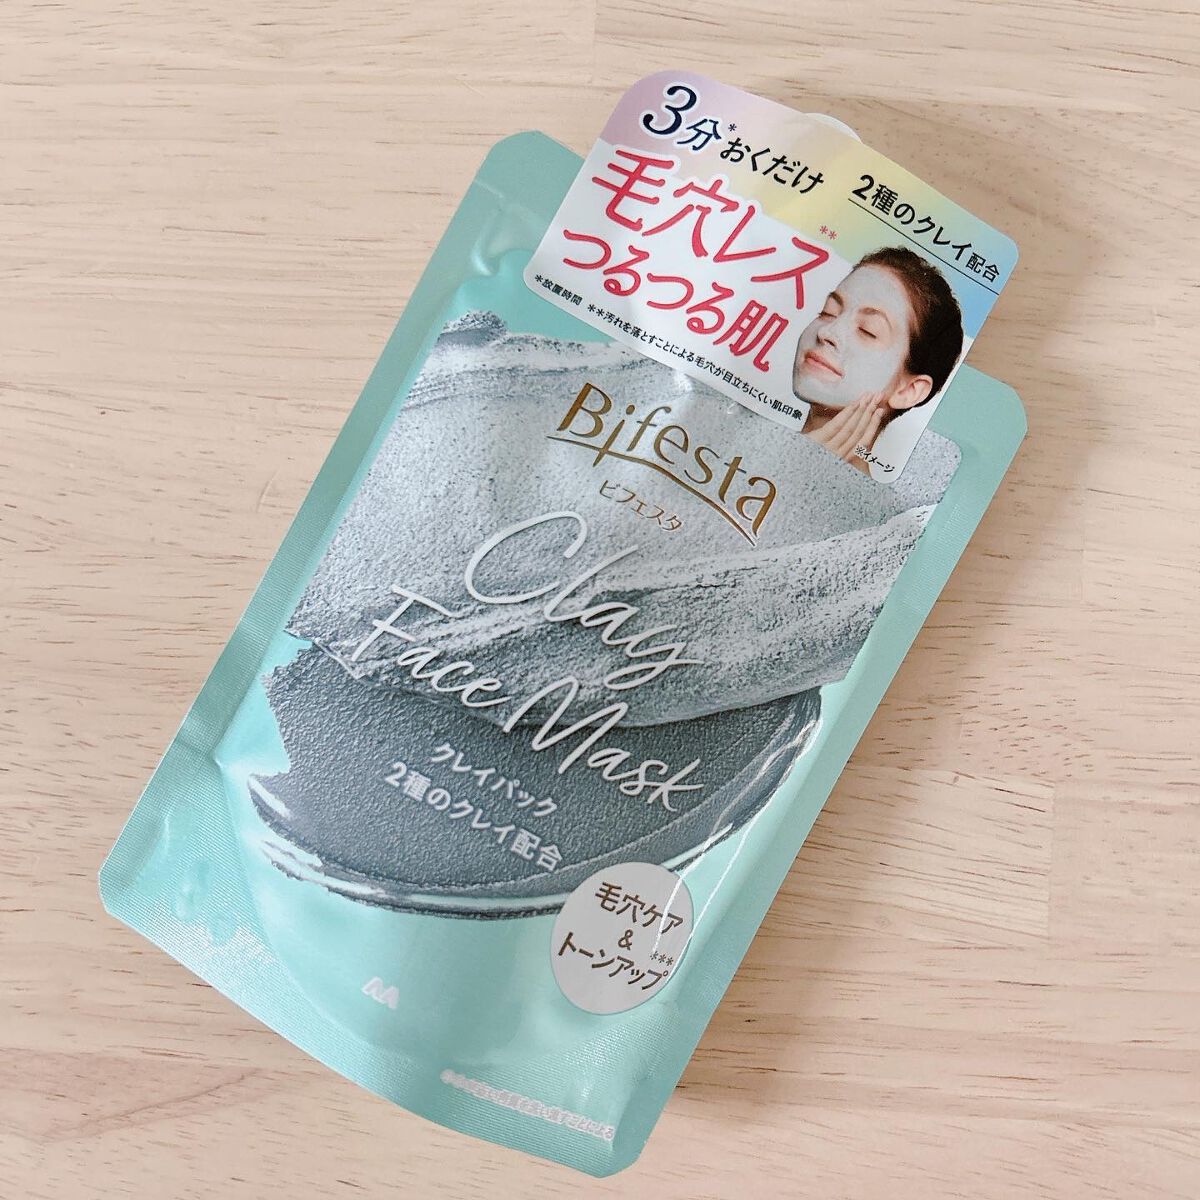 3分*おくだけ
2種のクレイ配合
毛穴レス**
つるつる肌
*放置時間 **汚れを落とすことによる毛穴が目立ちにくい肌印象
※イメージ
Bifesta
ビフェスタ
Clay
Face Mask
クレイパック
2種のクレイ配合
毛穴ケア
&
トーンアップ***
AA